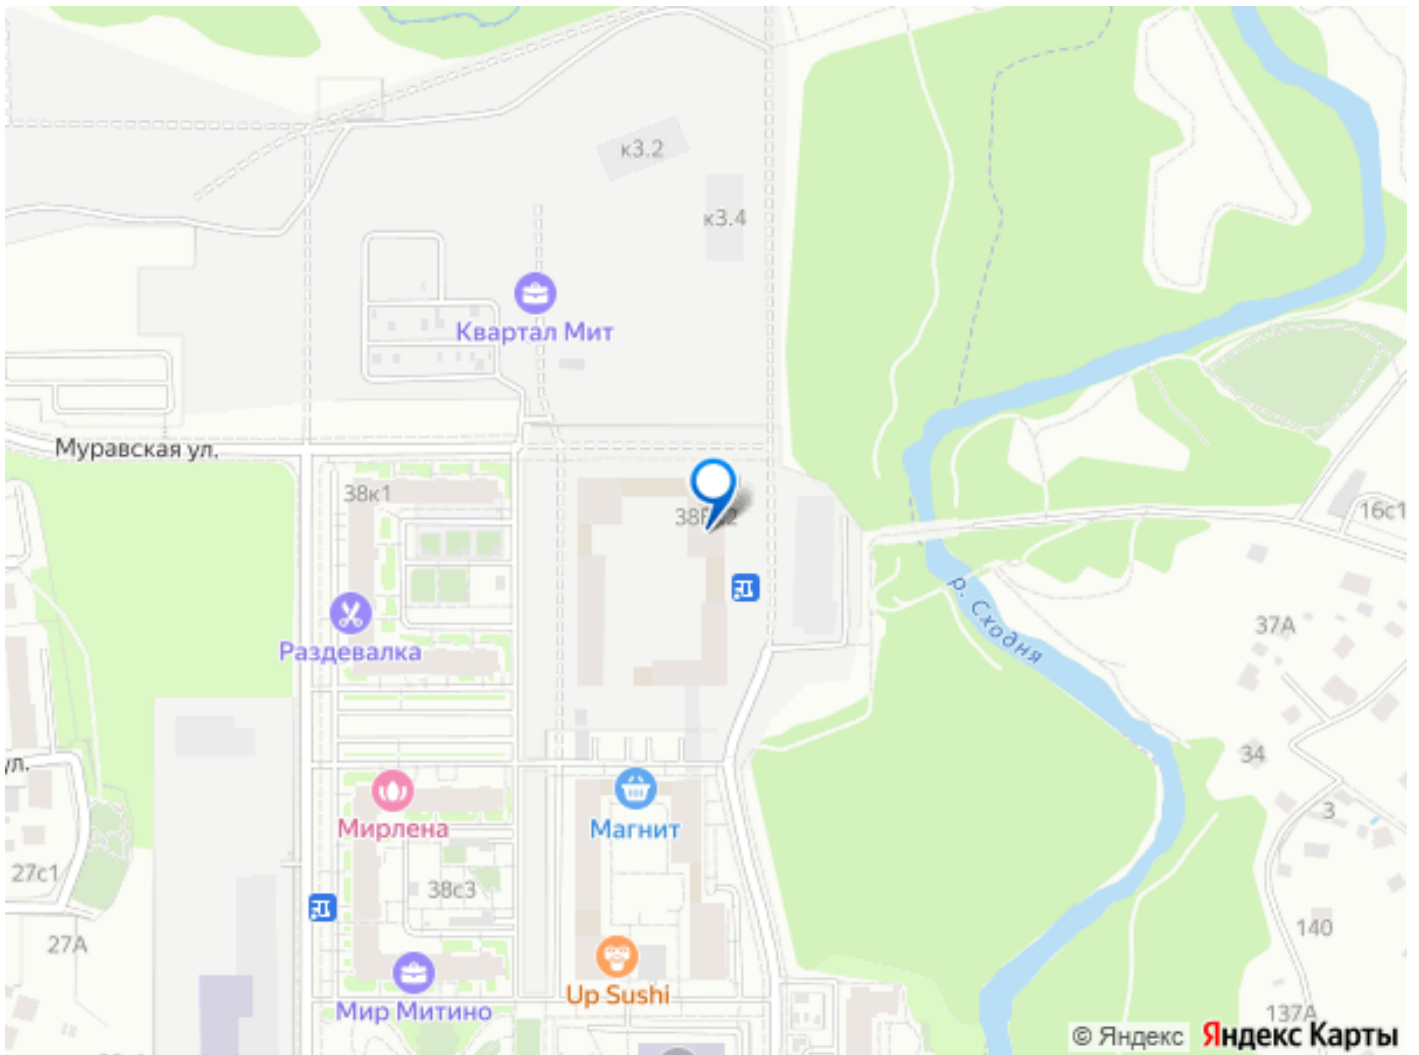 к3.2
к3.4
Квартал Мит
Муравская ул.
38к1
16с1
р. Сходня
37А
Раздевалка
34
ул.
3
Мирлена
Магнит
27с1
38с3
140
27А
Up Sushi
Мир Митино
137А
© Яндекс Яндекс Карты